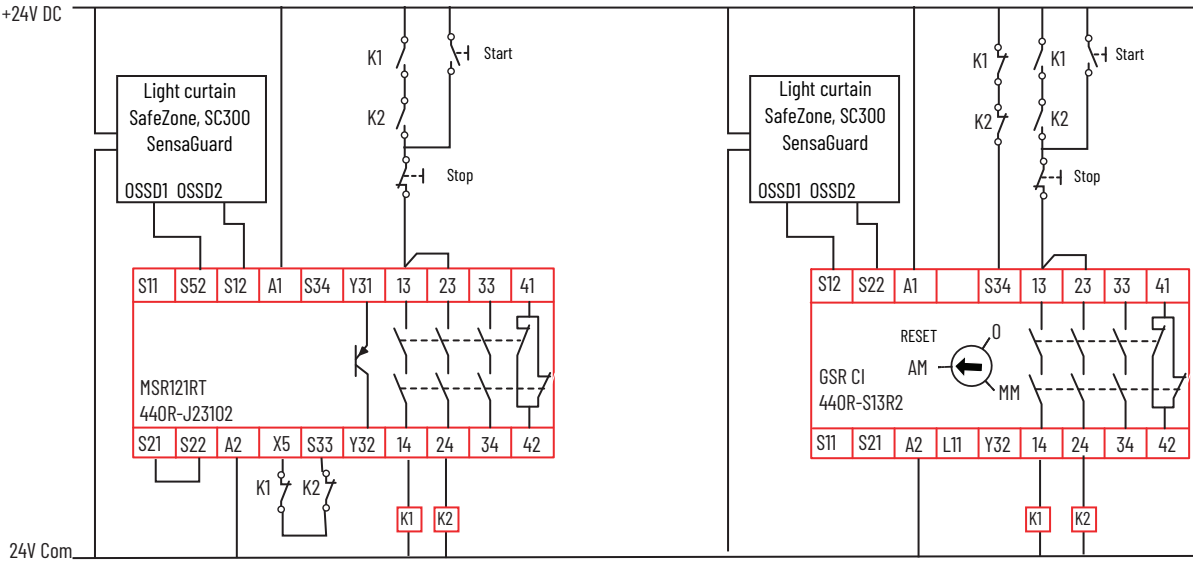 +24V DC
Light curtain
SafeZone, SC300
SensaGuard
OSSD1 OSSD2
K1
K2
Start
Stop
S11 S52 S12 A1 S34 Y31 13 23 33 41
MSR121RT
440R-J23102
S21 S22 A2 X5 S33 Y32 14 24 34 42
K1 K2
K1 K2
24V Com
Light curtain
SafeZone, SC300
SensaGuard
OSSD1 OSSD2
K1 K1 Start
K2 K2
Stop
S12 S22 A1 S34 13 23 33 41
RESET 0
AM
MM
GSR CI
440R-S13R2
S11 S21 A2 L11 Y32 14 24 34 42
K1 K2